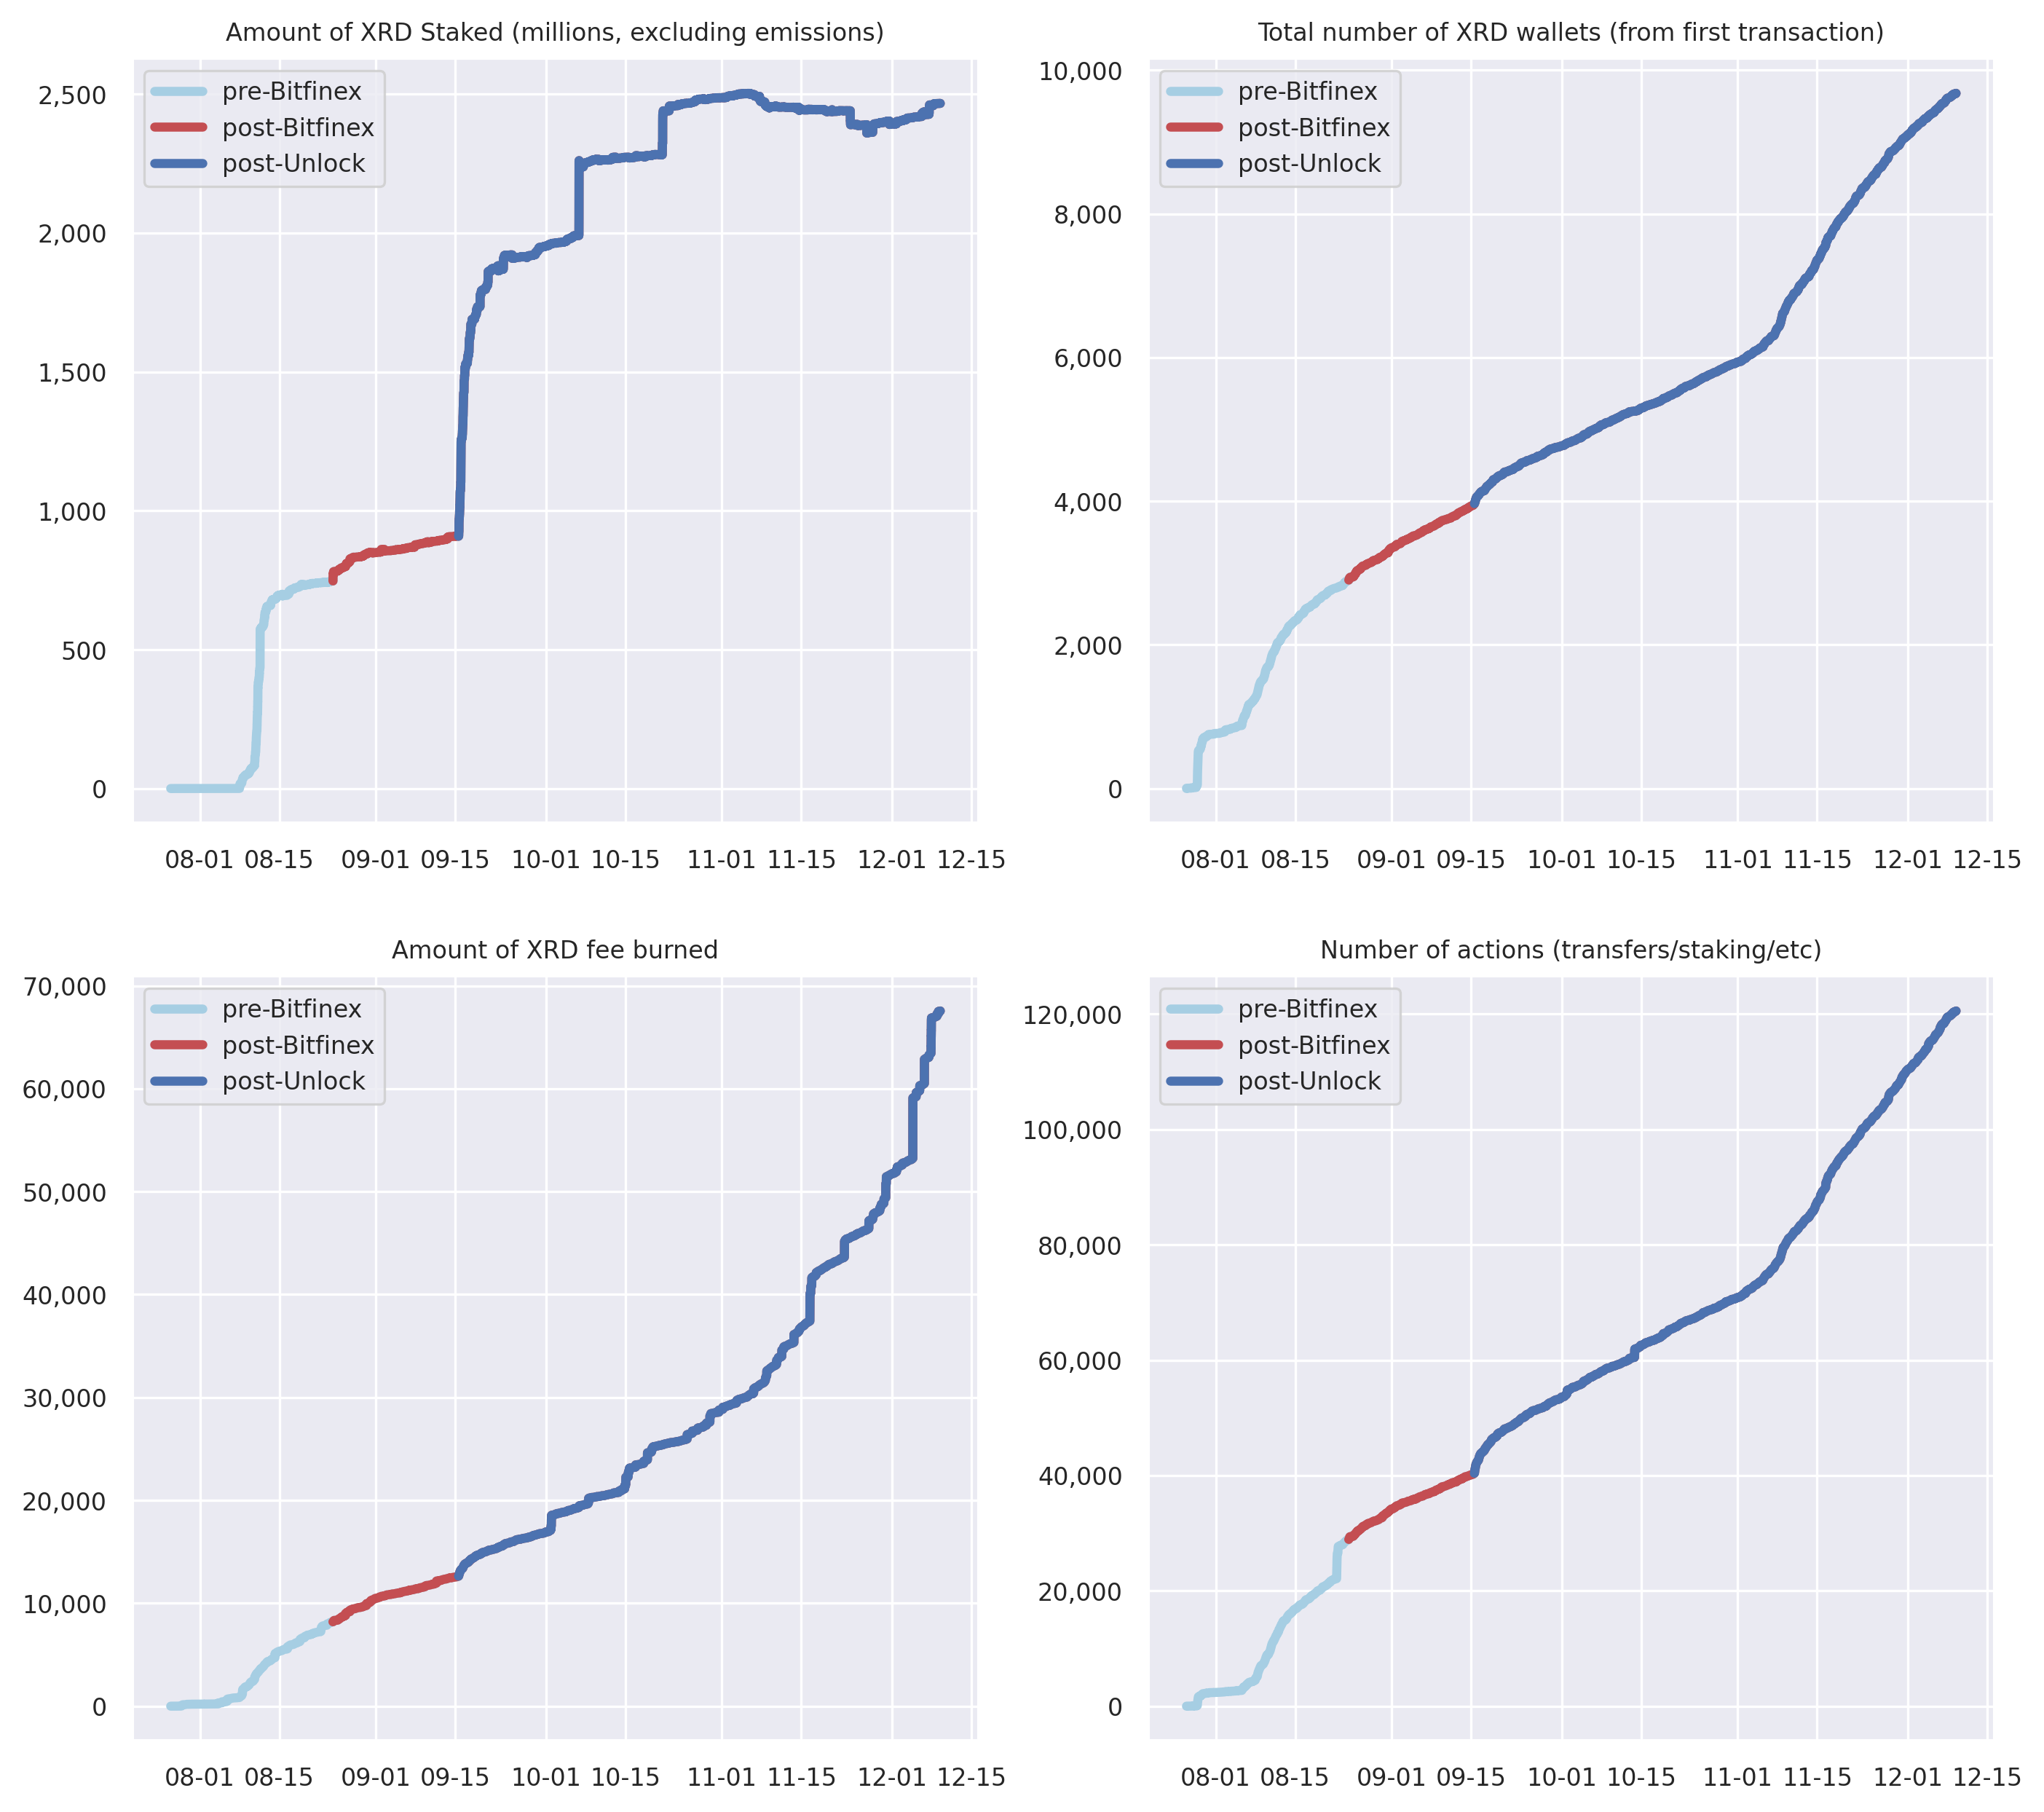 Amount of XRD Staked (millions, excluding emissions)
pre-Bitfinex
post-Bitfinex
post-Unlock
2,500
2,000
1,500
1,000
500
0
08-01 08-15 09-01 09-15 10-01 10-15 11-01 11-15 12-01 12-15
Total number of XRD wallets (from first transaction)
pre-Bitfinex
post-Bitfinex
post-Unlock
10,000
8,000
6,000
4,000
2,000
0
08-01 08-15 09-01 09-15 10-01 10-15 11-01 11-15 12-01 12-15
Amount of XRD fee burned
pre-Bitfinex
post-Bitfinex
post-Unlock
70,000
60,000
50,000
40,000
30,000
20,000
10,000
0
08-01 08-15 09-01 09-15 10-01 10-15 11-01 11-15 12-01 12-15
Number of actions (transfers/staking/etc)
pre-Bitfinex
post-Bitfinex
post-Unlock
120,000
100,000
80,000
60,000
40,000
20,000
0
08-01 08-15 09-01 09-15 10-01 10-15 11-01 11-15 12-01 12-15